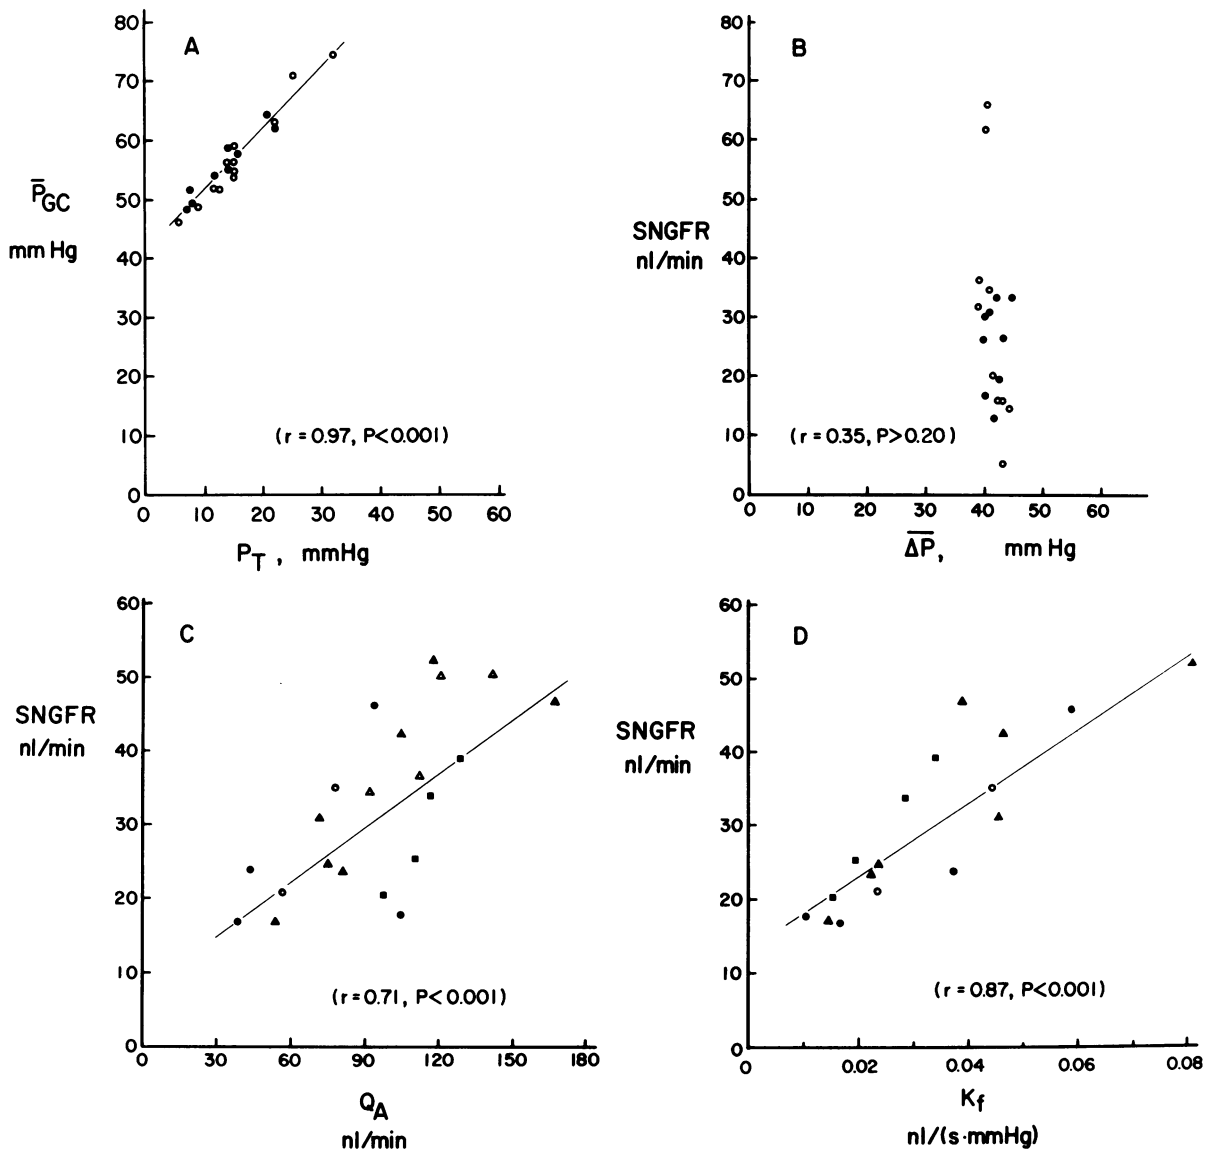 A
80
70
60
50
40
30
20
10
0
P̅GC
mm Hg
(r = 0.97, P<0.001)
0 10 20 30 40 50 60
PT , mmHg
B
80
70
60
50
40
30
20
10
0
SNGFR
nl/min
(r = 0.35, P>0.20)
0 10 20 30 40 50 60
Δ̅P̅, mm Hg
C
60
50
40
30
20
10
0
SNGFR
nl/min
(r = 0.71, P<0.001)
0 30 60 90 120 150 180
QA
nl/min
D
60
50
40
30
20
10
0
SNGFR
nl/min
(r = 0.87, P<0.001)
0 0.02 0.04 0.06 0.08
Kf
nl/(s·mmHg)